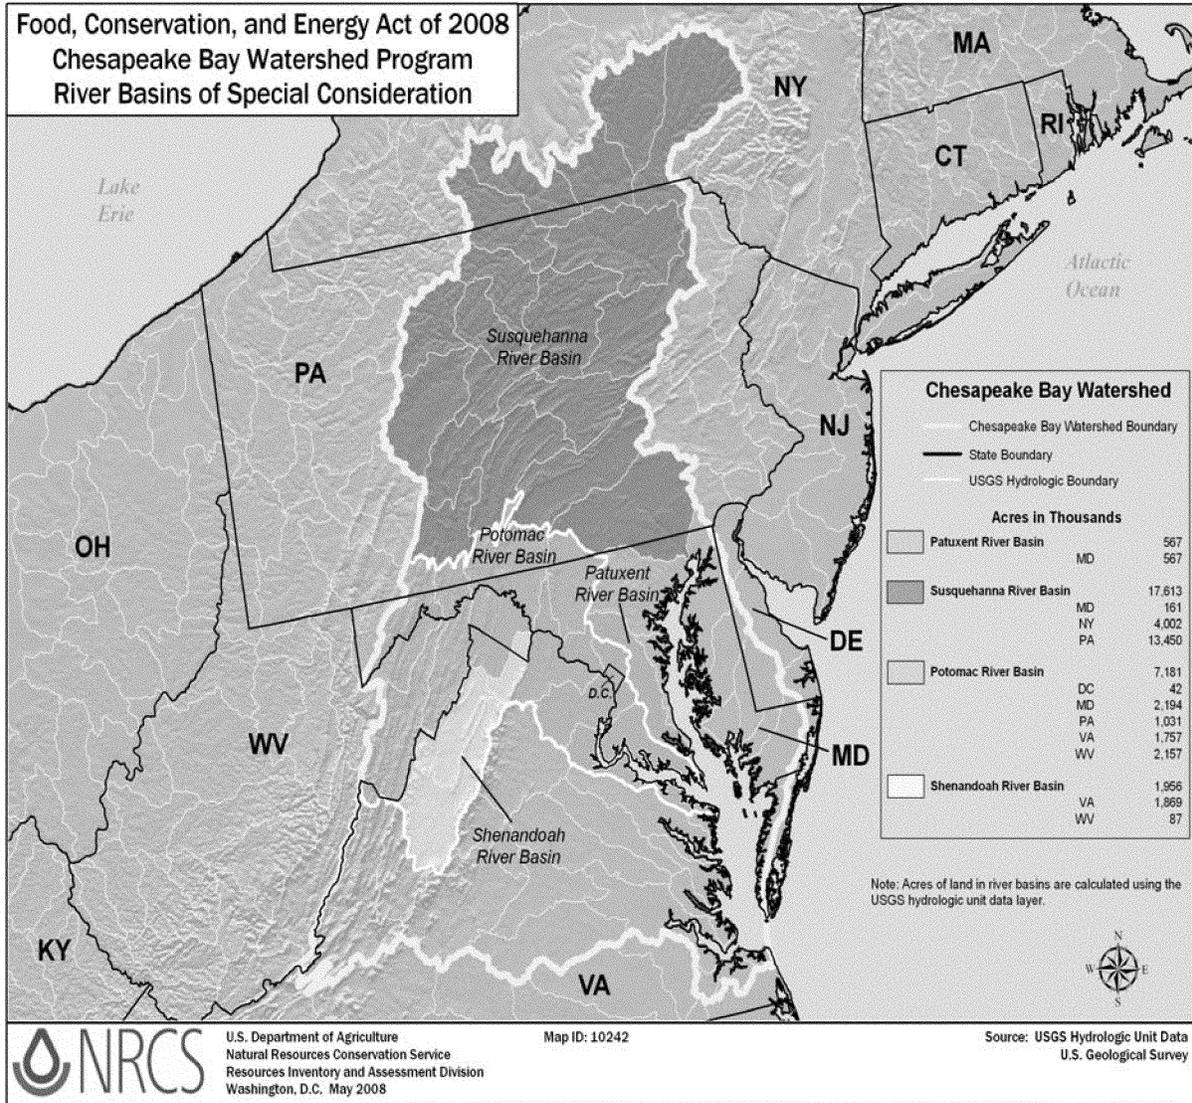 Food, Conservation, and Energy Act of 2008
Chesapeake Bay Watershed Program
River Basins of Special Consideration
MA
NY
RI
CT
Lake
Erie
Atlactic
Ocean
Susquehanna
River Basin
PA
NJ
OH
Potomac
River Basin
Patuxent
River Basin
DE
D.C.
WV
MD
Shenandoah
River Basin
KY
VA
Chesapeake Bay Watershed
Chesapeake Bay Watershed Boundary
State Boundary
USGS Hydrologic Boundary
Acres in Thousands
Patuxent River Basin 567
MD 567
Susquehanna River Basin 17,613
MD 161
NY 4,002
PA 13,450
Potomac River Basin 7,181
DC 42
MD 2,194
PA 1,031
VA 1,757
WV 2,157
Shenandoah River Basin 1,956
VA 1,869
WV 87
Note: Acres of land in river basins are calculated using the
USGS hydrologic unit data layer.
N
W E
S
NRCS
U.S. Department of Agriculture
Natural Resources Conservation Service
Resources Inventory and Assessment Division
Washington, D.C. May 2008
Map ID: 10242
Source: USGS Hydrologic Unit Data
U.S. Geological Survey